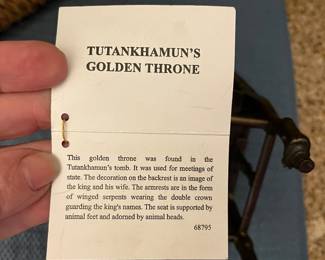 TUTANKHAMUN'S
GOLDEN THRONE
This golden throne was found in the
Tutankhamun's tomb. It was used for meetings of
state. The decoration on the backrest is an image of
the king and his wife. The armrests are in the form
of winged serpents wearing the double crown
guarding the king's names. The seat is supported by
animal feet and adorned by animal heads.
68795